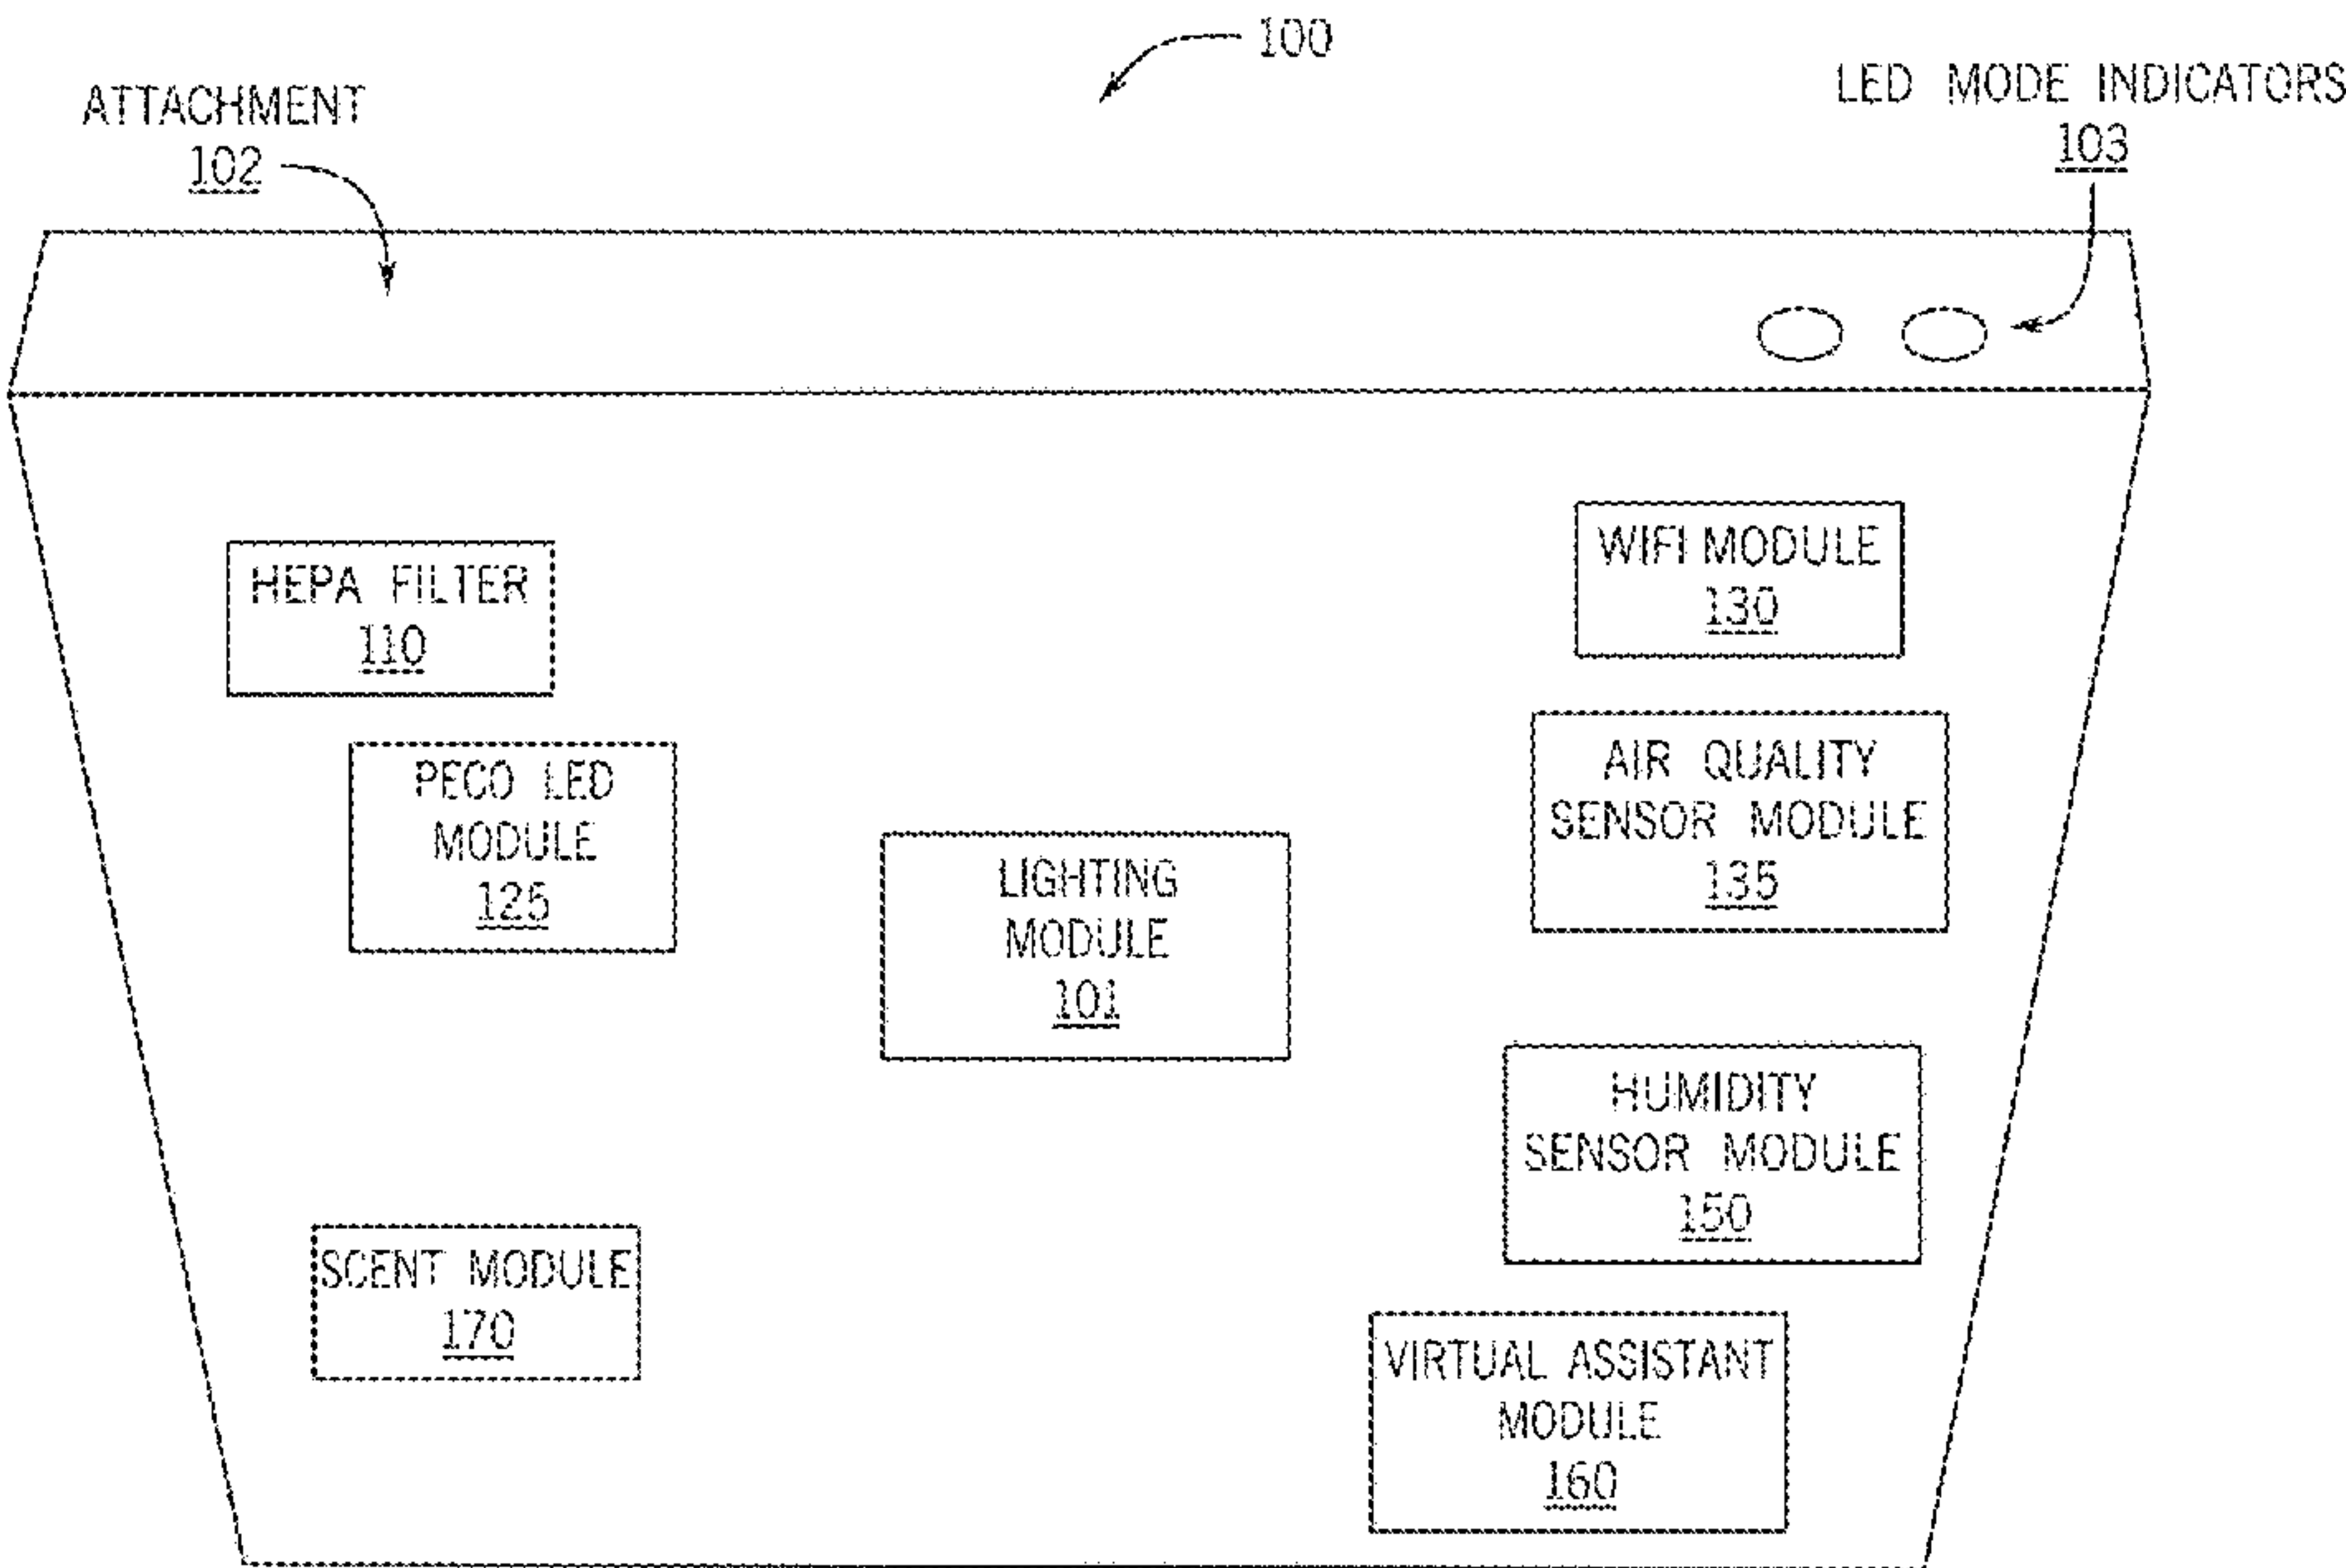 100
ATTACHMENT
102
LED MODE INDICATORS
103
HEPA FILTER
110
WIFI MODULE
130
PECO LED
MODULE
125
AIR QUALITY
SENSOR MODULE
135
LIGHTING
MODULE
101
HUMIDITY
SENSOR MODULE
150
SCENT MODULE
170
VIRTUAL ASSISTANT
MODULE
160